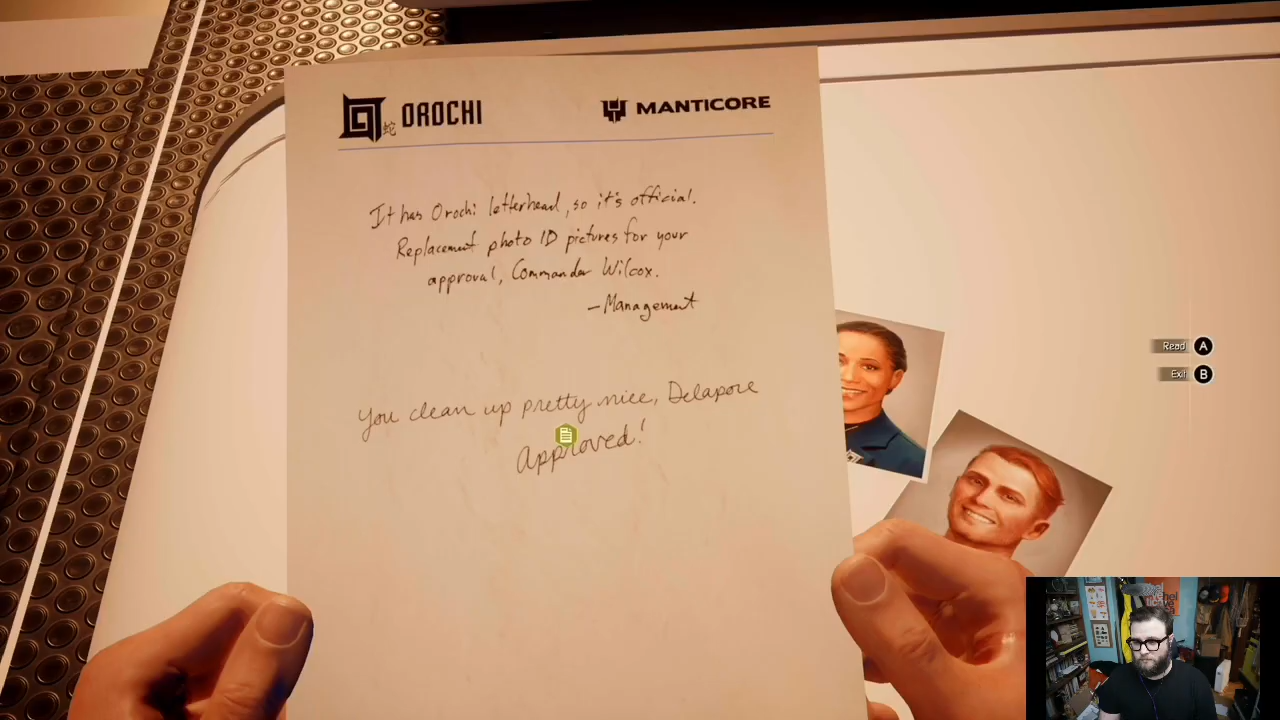 蛇 OROCHI
MANTICORE
It has Orochi letterhead, so it's official.
Replacement photo ID pictures for your
approval, Commander Wilcox.
—Management
You clean up pretty nice, Delapore
Approved!
Read A
Exit B